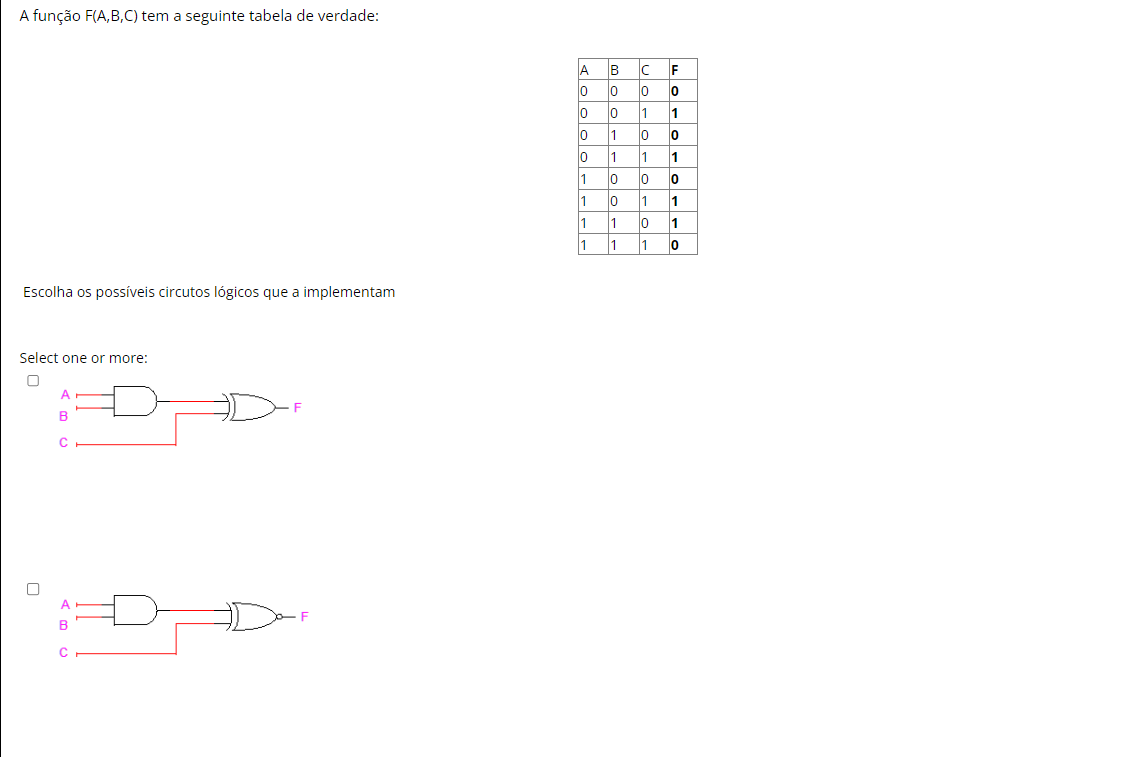 A função F(A,B,C) tem a seguinte tabela de verdade:
A B C F
0 0 0 0
0 0 1 1
0 1 0 0
0 1 1 1
1 0 0 0
1 0 1 1
1 1 0 1
1 1 1 0
Escolha os possíveis circutos lógicos que a implementam
Select one or more:
A
F
B
C
A
F
B
C